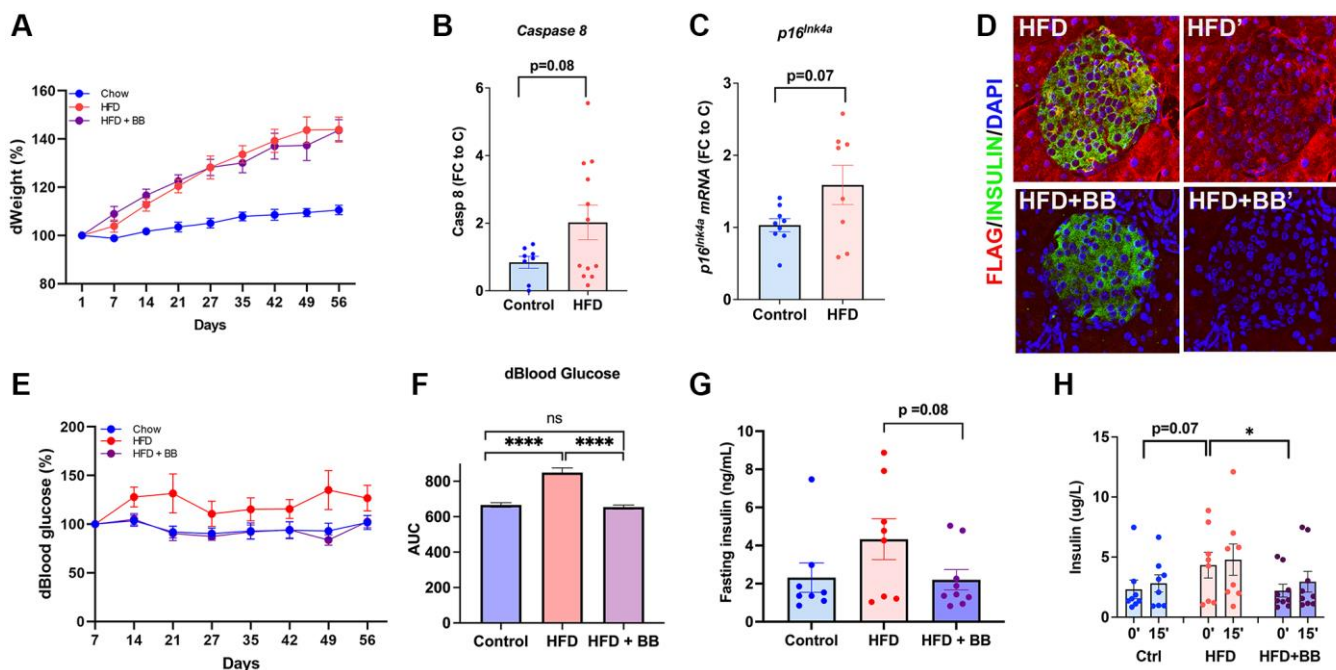 A
dWeight (%)
160
140
120
100
80
Chow
HFD
HFD + BB
1 7 14 21 27 35 42 49 56
Days
B
Caspase 8
p=0.08
Casp 8 (FC to C)
6
4
2
0
Control HFD
C
p16^Ink4a
p=0.07
p16^Ink4a mRNA (FC to C)
3
2
1
0
Control HFD
D
FLAG/INSULIN/DAPI
HFD HFD’
HFD+BB HFD+BB’
E
dBlood glucose (%)
200
150
100
50
0
Chow
HFD
HFD + BB
7 14 21 27 35 42 49 56
Days
F
dBlood Glucose
ns
**** ****
AUC
800
600
400
200
0
Control HFD HFD + BB
G
p =0.08
Fasting insulin (ng/mL)
10
8
6
4
2
0
Control HFD HFD + BB
H
p=0.07 *
Insulin (ug/L)
15
10
5
0
0' 15' 0' 15' 0' 15'
Ctrl HFD HFD+BB